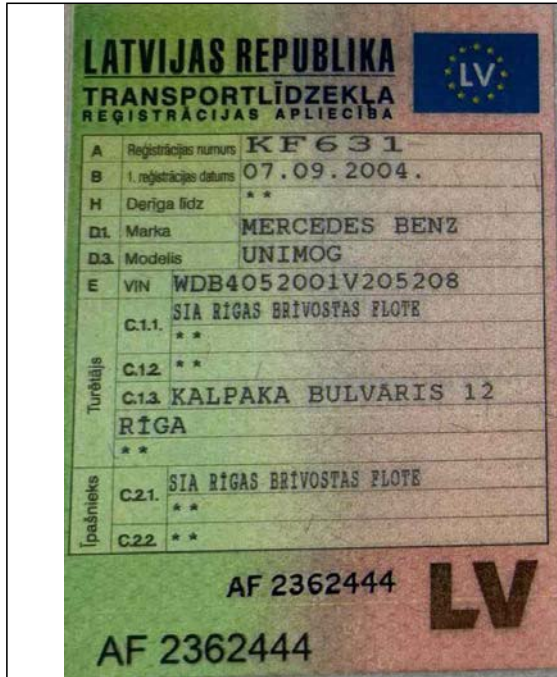 LATVIJAS REPUBLIKA
LV
TRANSPORTLĪDZEKĻA
REĢISTRĀCIJAS APLIECĪBA
A Reģistrācijas numurs KF631
B 1. reģistrācijas datums 07.09.2004.
H Derīga līdz **
D.1. Marka MERCEDES BENZ
D.3. Modelis UNIMOG
E VIN WDB4052001V205208
Turētājs
C.1.1. SIA RĪGAS BRĪVOSTAS FLOTE
**
C.1.2. **
C.1.3. KALPAKA BULVĀRIS 12
RĪGA
**
Īpašnieks
C.2.1. SIA RĪGAS BRĪVOSTAS FLOTE
**
C.2.2. **
AF 2362444
LV
AF 2362444